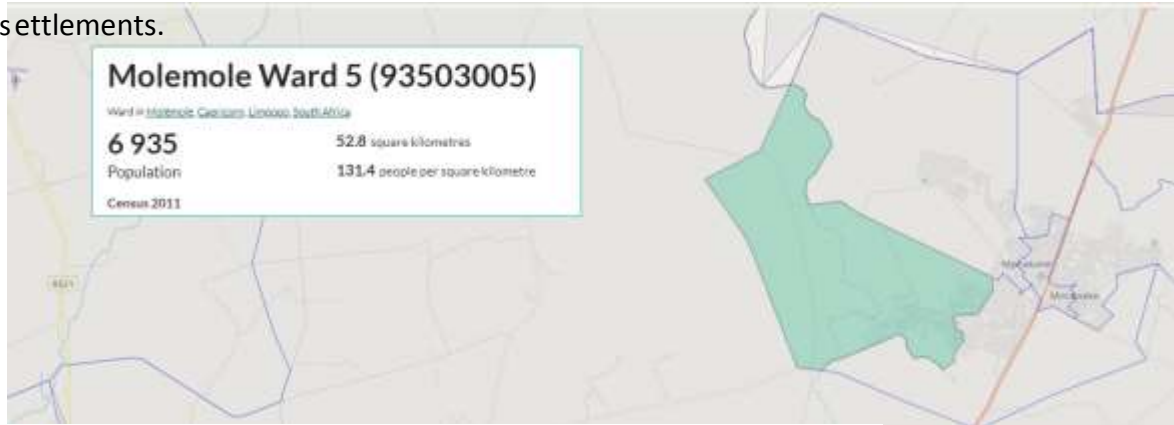 settlements.
Molemole Ward 5 (93503005)
Ward in Molemole, Capricorn, Limpopo, South Africa
6 935
52.8 square kilometres
Population
131.4 people per square kilometre
Census 2011